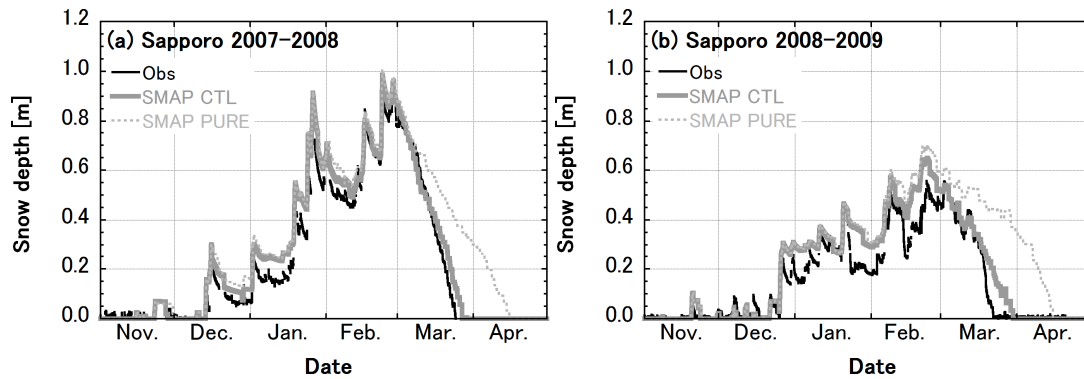 (a) Sapporo 2007-2008
Obs
SMAP CTL
SMAP PURE
Snow depth [m]
1.2
1.0
0.8
0.6
0.4
0.2
0.0
Nov. Dec. Jan. Feb. Mar. Apr.
Date
(b) Sapporo 2008-2009
Obs
SMAP CTL
SMAP PURE
Snow depth [m]
1.2
1.0
0.8
0.6
0.4
0.2
0.0
Nov. Dec. Jan. Feb. Mar. Apr.
Date